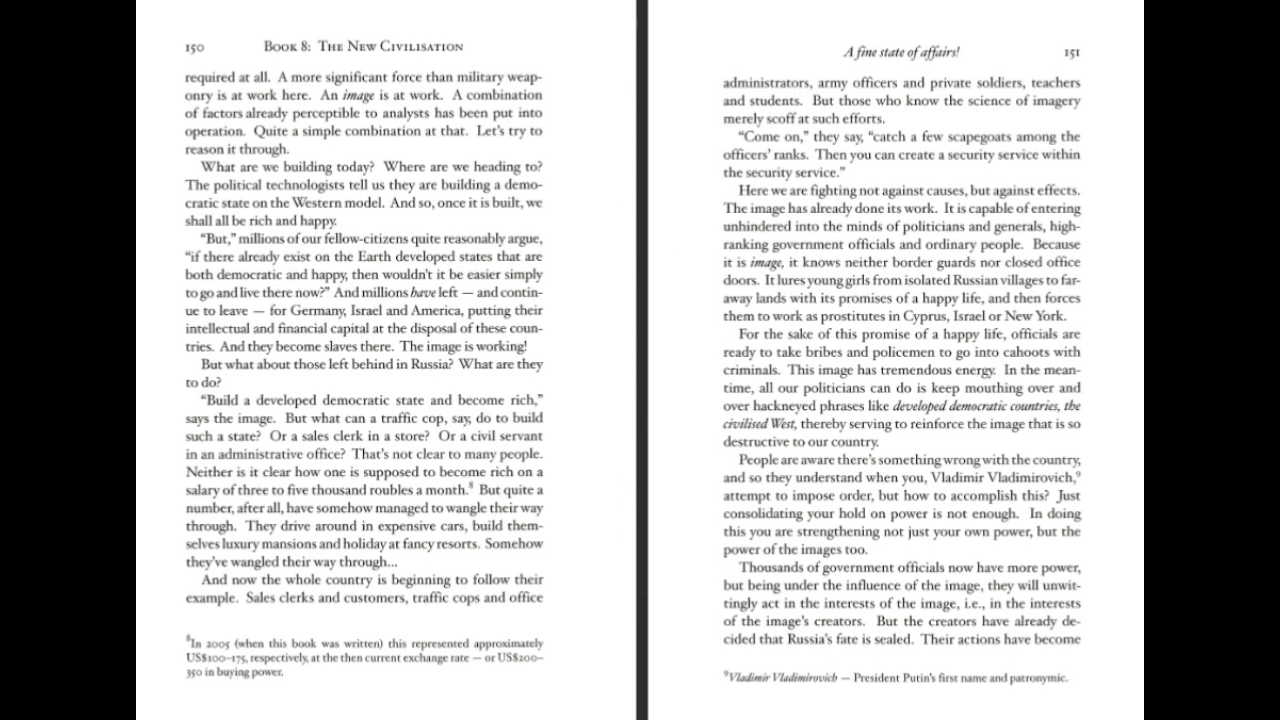 150 BOOK 8: THE NEW CIVILISATION
required at all. A more significant force than military weap-
onry is at work here. An image is at work. A combination
of factors already perceptible to analysts has been put into
operation. Quite a simple combination at that. Let's try to
reason it through.
What are we building today? Where are we heading to?
The political technologists tell us they are building a demo-
cratic state on the Western model. And so, once it is built, we
shall all be rich and happy.
“But,” millions of our fellow-citizens quite reasonably argue,
“if there already exist on the Earth developed states that are
both democratic and happy, then wouldn't it be easier simply
to go and live there now?” And millions have left — and contin-
ue to leave — for Germany, Israel and America, putting their
intellectual and financial capital at the disposal of these coun-
tries. And they become slaves there. The image is working!
But what about those left behind in Russia? What are they
to do?
“Build a developed democratic state and become rich,”
says the image. But what can a traffic cop, say, do to build
such a state? Or a sales clerk in a store? Or a civil servant
in an administrative office? That's not clear to many people.
Neither is it clear how one is supposed to become rich on a
salary of three to five thousand roubles a month.⁸ But quite a
number, after all, have somehow managed to wangle their way
through. They drive around in expensive cars, build them-
selves luxury mansions and holiday at fancy resorts. Somehow
they've wangled their way through...
And now the whole country is beginning to follow their
example. Sales clerks and customers, traffic cops and office
⁸In 2005 (when this book was written) this represented approximately
US$100–175, respectively, at the then current exchange rate — or US$200–
350 in buying power.
A fine state of affairs! 151
administrators, army officers and private soldiers, teachers
and students. But those who know the science of imagery
merely scoff at such efforts.
“Come on,” they say, “catch a few scapegoats among the
officers' ranks. Then you can create a security service within
the security service.”
Here we are fighting not against causes, but against effects.
The image has already done its work. It is capable of entering
unhindered into the minds of politicians and generals, high-
ranking government officials and ordinary people. Because
it is image, it knows neither border guards nor closed office
doors. It lures young girls from isolated Russian villages to far-
away lands with its promises of a happy life, and then forces
them to work as prostitutes in Cyprus, Israel or New York.
For the sake of this promise of a happy life, officials are
ready to take bribes and policemen to go into cahoots with
criminals. This image has tremendous energy. In the mean-
time, all our politicians can do is keep mouthing over and
over hackneyed phrases like developed democratic countries, the
civilised West, thereby serving to reinforce the image that is so
destructive to our country.
People are aware there's something wrong with the country,
and so they understand when you, Vladimir Vladimirovich,⁹
attempt to impose order, but how to accomplish this? Just
consolidating your hold on power is not enough. In doing
this you are strengthening not just your own power, but the
power of the images too.
Thousands of government officials now have more power,
but being under the influence of the image, they will unwit-
tingly act in the interests of the image, i.e., in the interests
of the image's creators. But the creators have already de-
cided that Russia's fate is sealed. Their actions have become
⁹Vladimir Vladimirovich — President Putin's first name and patronymic.